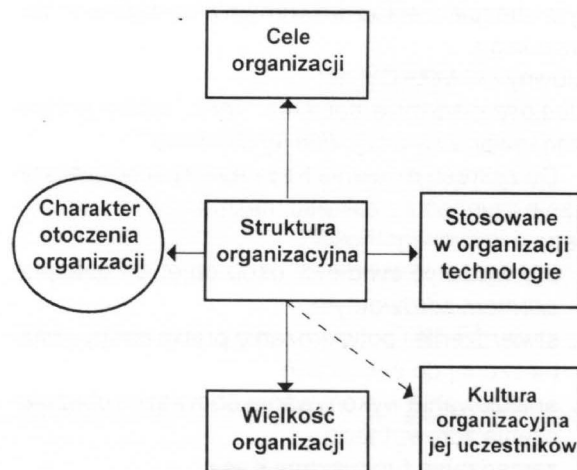 Cele
organizacji
Charakter
otoczenia
organizacji
Struktura
organizacyjna
Stosowane
w organizacji
technologie
Wielkość
organizacji
Kultura
organizacyjna
jej uczestników